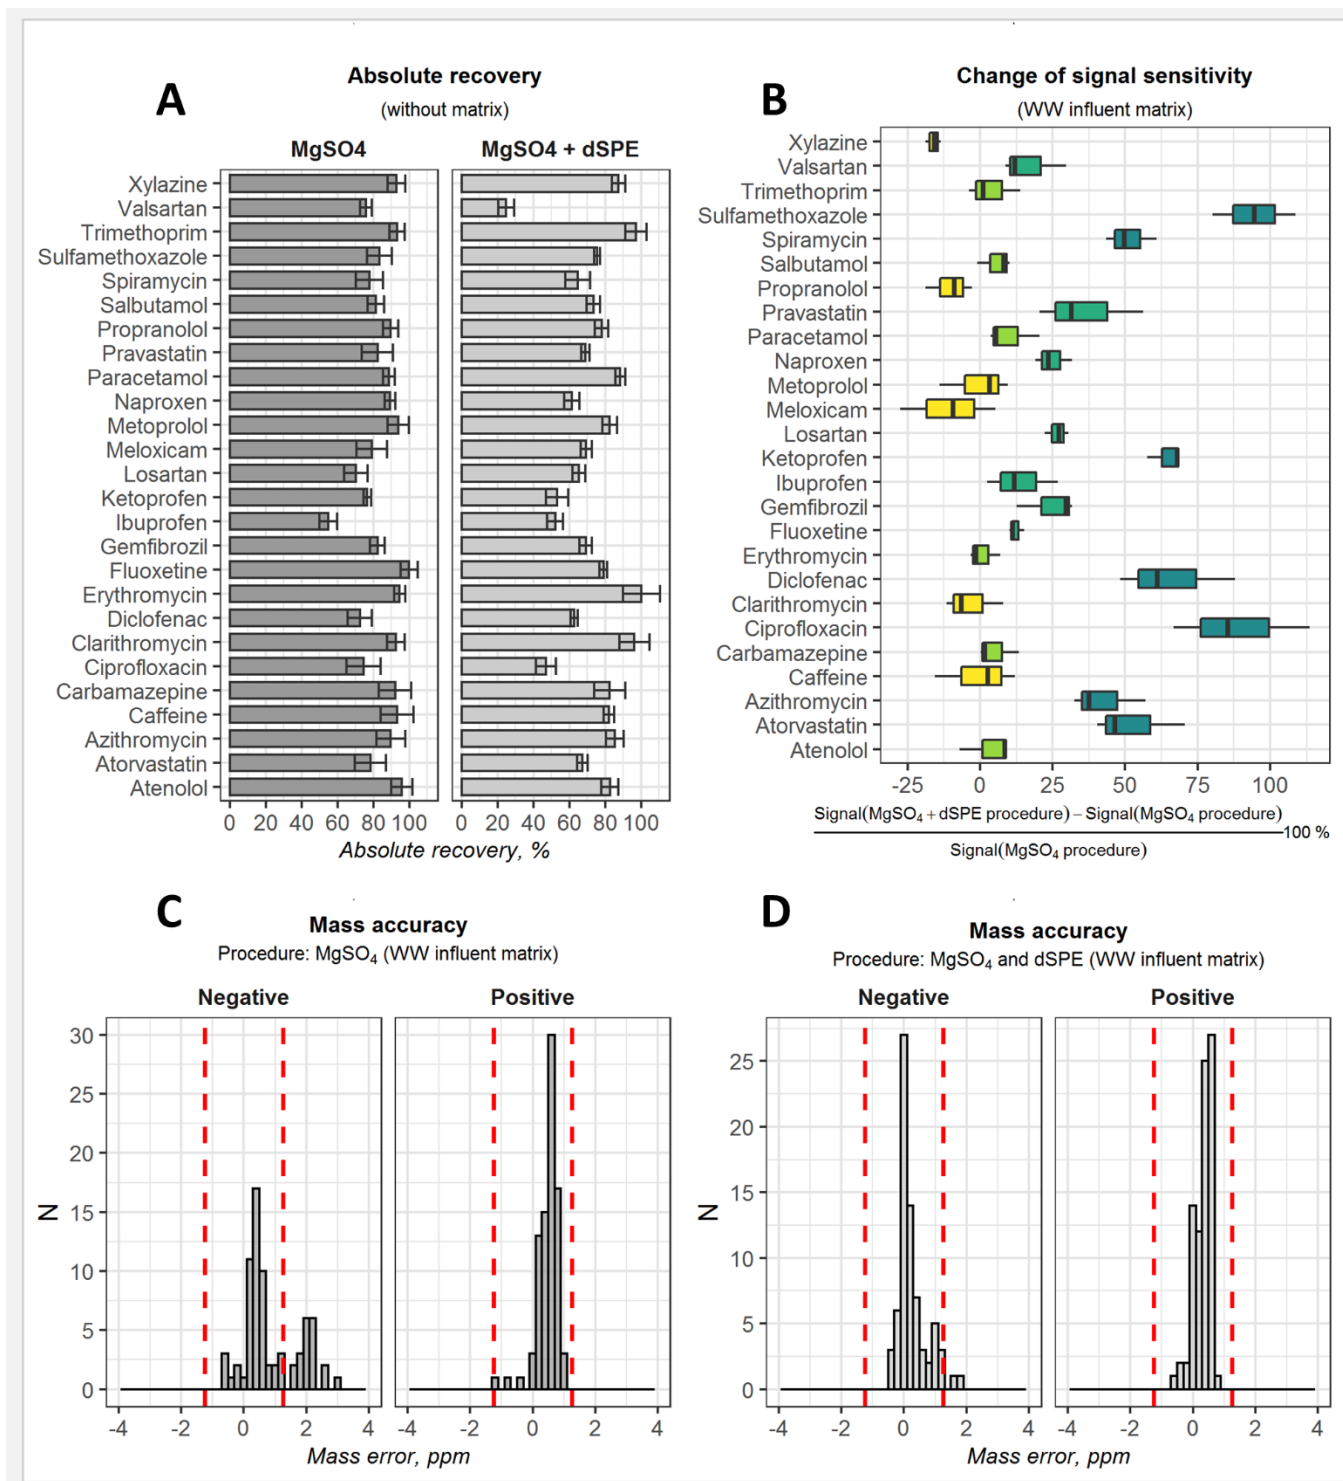 A
Absolute recovery
(without matrix)
MgSO4
MgSO4 + dSPE
Xylazine
Valsartan
Trimethoprim
Sulfamethoxazole
Spiramycin
Salbutamol
Propranolol
Pravastatin
Paracetamol
Naproxen
Metoprolol
Meloxicam
Losartan
Ketoprofen
Ibuprofen
Gemfibrozil
Fluoxetine
Erythromycin
Diclofenac
Clarithromycin
Ciprofloxacin
Carbamazepine
Caffeine
Azithromycin
Atorvastatin
Atenolol
0 20 40 60 80 100
0 20 40 60 80 100
Absolute recovery, %
B
Change of signal sensitivity
(WW influent matrix)
Xylazine
Valsartan
Trimethoprim
Sulfamethoxazole
Spiramycin
Salbutamol
Propranolol
Pravastatin
Paracetamol
Naproxen
Metoprolol
Meloxicam
Losartan
Ketoprofen
Ibuprofen
Gemfibrozil
Fluoxetine
Erythromycin
Diclofenac
Clarithromycin
Ciprofloxacin
Carbamazepine
Caffeine
Azithromycin
Atorvastatin
Atenolol
-25 0 25 50 75 100
Signal(MgSO₄ + dSPE procedure) − Signal(MgSO₄ procedure)
100 %
Signal(MgSO₄ procedure)
C
Mass accuracy
Procedure: MgSO₄ (WW influent matrix)
Negative
Positive
30
25
20
15
10
5
0
N
-4 -2 0 2 4
-4 -2 0 2 4
Mass error, ppm
D
Mass accuracy
Procedure: MgSO₄ and dSPE (WW influent matrix)
Negative
Positive
25
20
15
10
5
0
N
-4 -2 0 2 4
-4 -2 0 2 4
Mass error, ppm